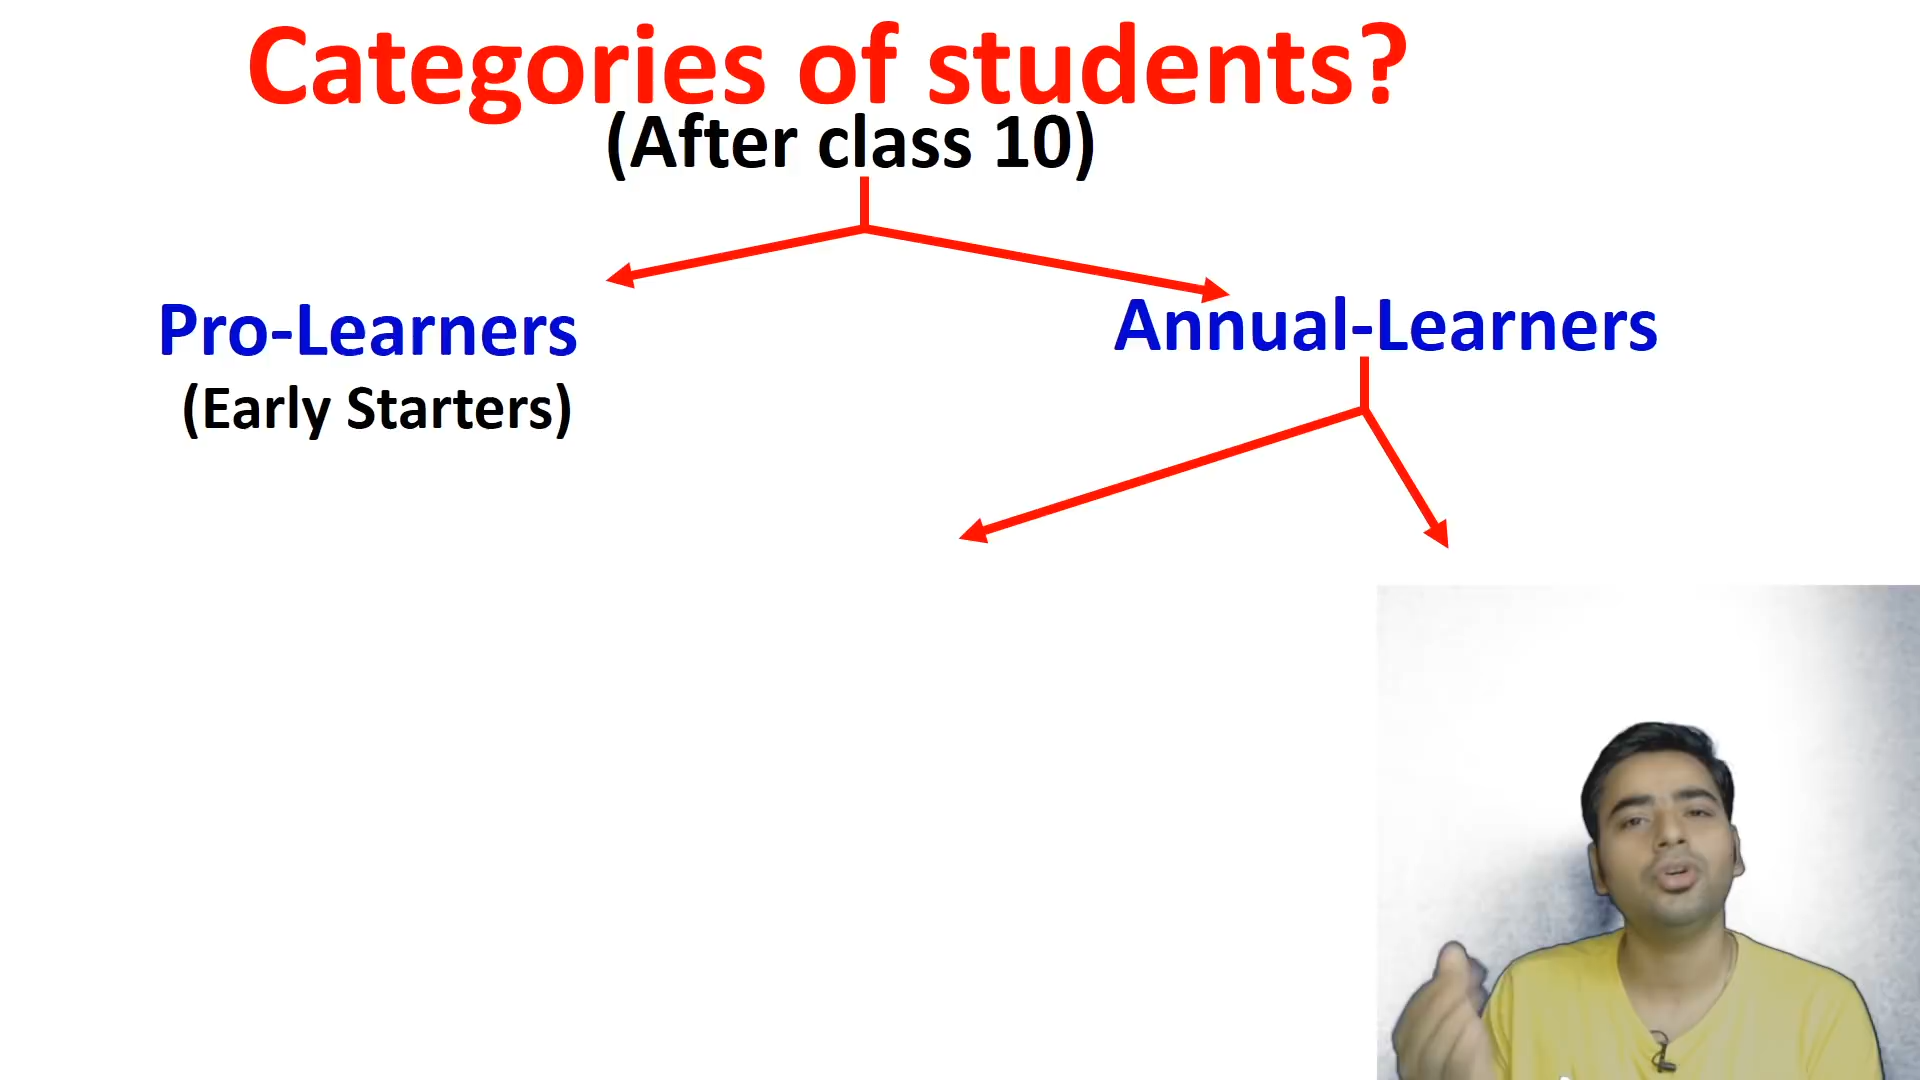 Categories of students?
(After class 10)
Pro-Learners
(Early Starters)
Annual-Learners